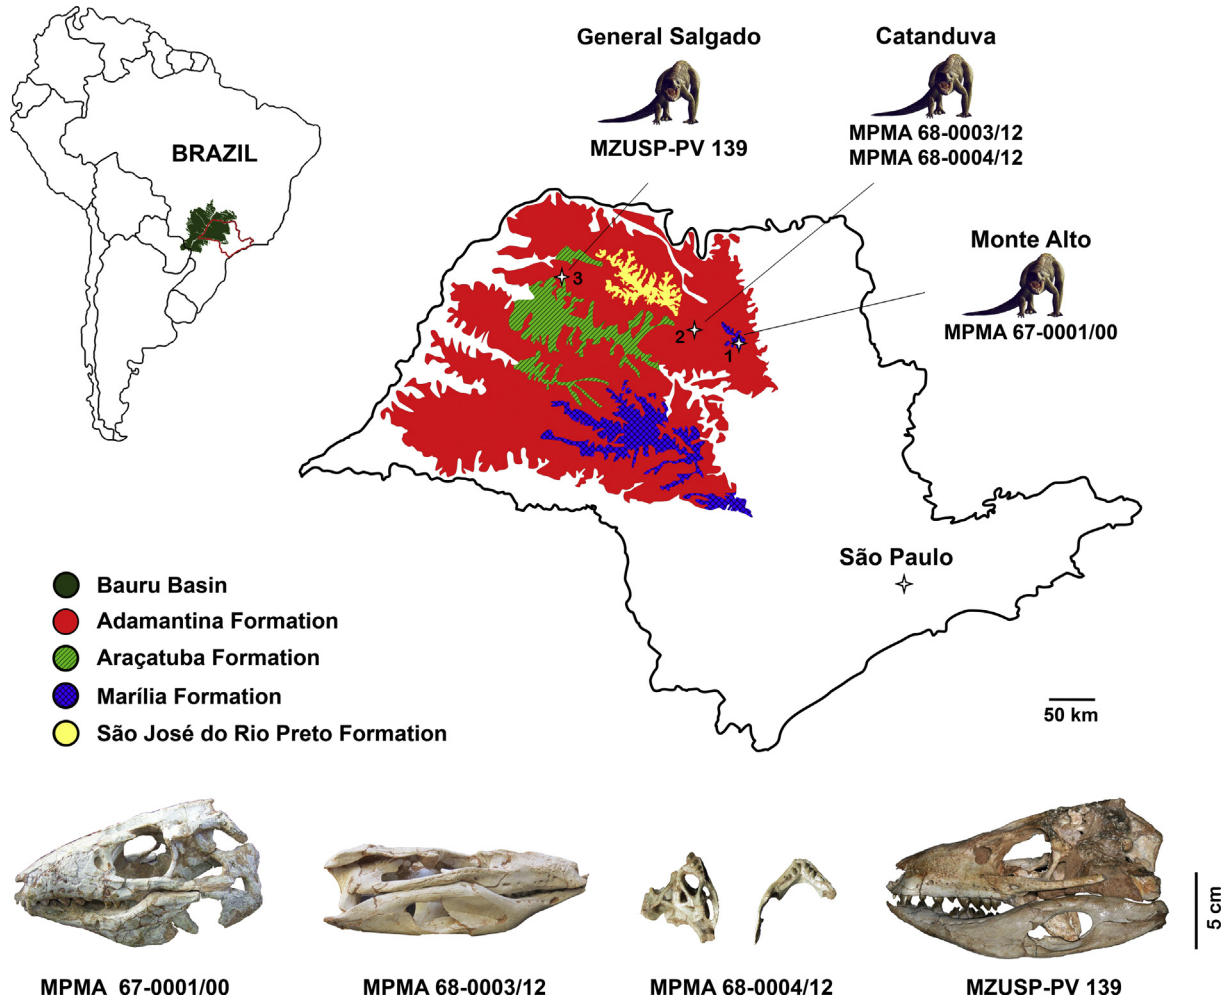 General Salgado
MZUSP-PV 139
Catanduva
MPMA 68-0003/12
MPMA 68-0004/12
BRAZIL
Monte Alto
MPMA 67-0001/00
3
2
1
São Paulo
50 km
Bauru Basin
Adamantina Formation
Araçatuba Formation
Marília Formation
São José do Rio Preto Formation
5 cm
MPMA 67-0001/00
MPMA 68-0003/12
MPMA 68-0004/12
MZUSP-PV 139